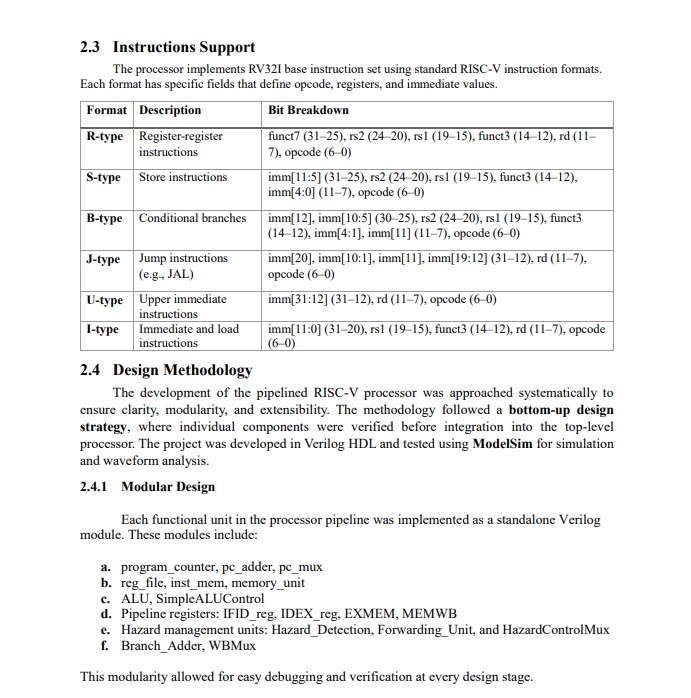 2.3 Instructions Support
The processor implements RV32I base instruction set using standard RISC-V instruction formats.
Each format has specific fields that define opcode, registers, and immediate values.
Format Description Bit Breakdown
R-type Register-register funct7 (31–25), rs2 (24–20), rs1 (19–15), funct3 (14–12), rd (11–
instructions 7), opcode (6–0)
S-type Store instructions imm[11:5] (31–25), rs2 (24–20), rs1 (19–15), funct3 (14–12),
imm[4:0] (11–7), opcode (6–0)
B-type Conditional branches imm[12], imm[10:5] (30–25), rs2 (24–20), rs1 (19–15), funct3
(14–12), imm[4:1], imm[11] (11–7), opcode (6–0)
J-type Jump instructions imm[20], imm[10:1], imm[11], imm[19:12] (31–12), rd (11–7),
(e.g., JAL) opcode (6–0)
U-type Upper immediate imm[31:12] (31–12), rd (11–7), opcode (6–0)
instructions
I-type Immediate and load imm[11:0] (31–20), rs1 (19–15), funct3 (14–12), rd (11–7), opcode
instructions (6–0)
2.4 Design Methodology
The development of the pipelined RISC-V processor was approached systematically to
ensure clarity, modularity, and extensibility. The methodology followed a bottom-up design
strategy, where individual components were verified before integration into the top-level
processor. The project was developed in Verilog HDL and tested using ModelSim for simulation
and waveform analysis.
2.4.1 Modular Design
Each functional unit in the processor pipeline was implemented as a standalone Verilog
module. These modules include:
a. program_counter, pc_adder, pc_mux
b. reg_file, inst_mem, memory_unit
c. ALU, SimpleALUControl
d. Pipeline registers: IFID_reg, IDEX_reg, EXMEM, MEMWB
e. Hazard management units: Hazard_Detection, Forwarding_Unit, and HazardControlMux
f. Branch_Adder, WBMux
This modularity allowed for easy debugging and verification at every design stage.